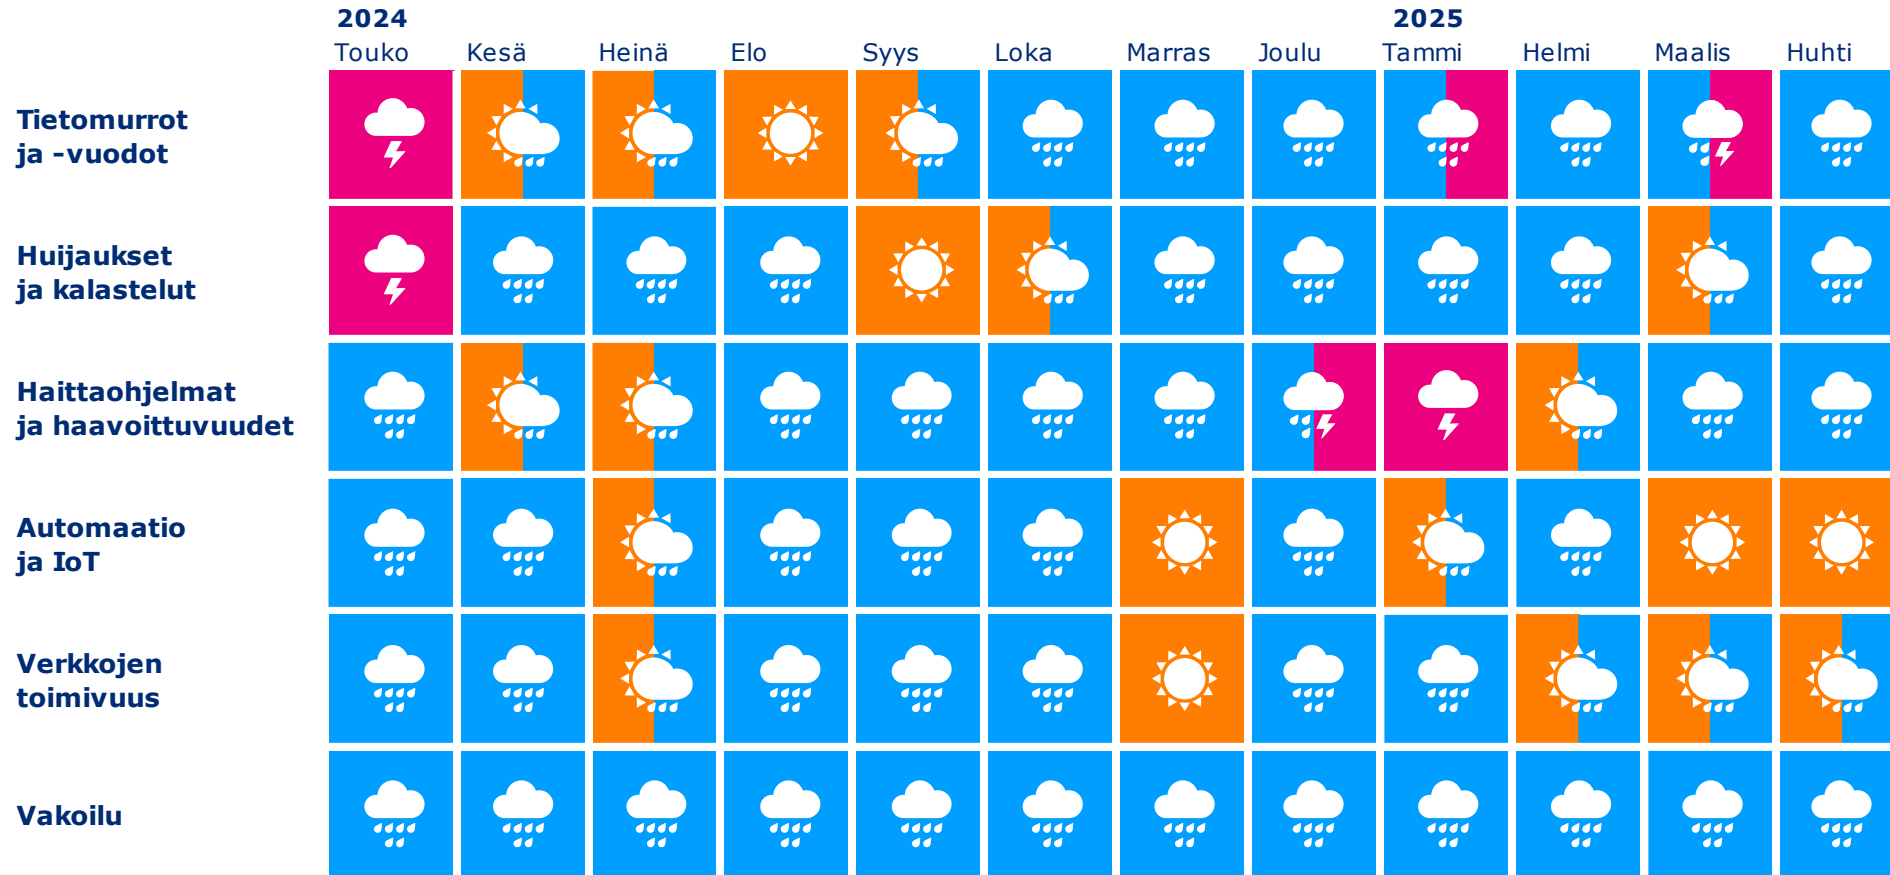 2024 2025
Touko Kesä Heinä Elo Syys Loka Marras Joulu Tammi Helmi Maalis Huhti
Tietomurrot
ja -vuodot
Huijaukset
ja kalastelut
Haittaohjelmat
ja haavoittuvuudet
Automaatio
ja IoT
Verkkojen
toimivuus
Vakoilu